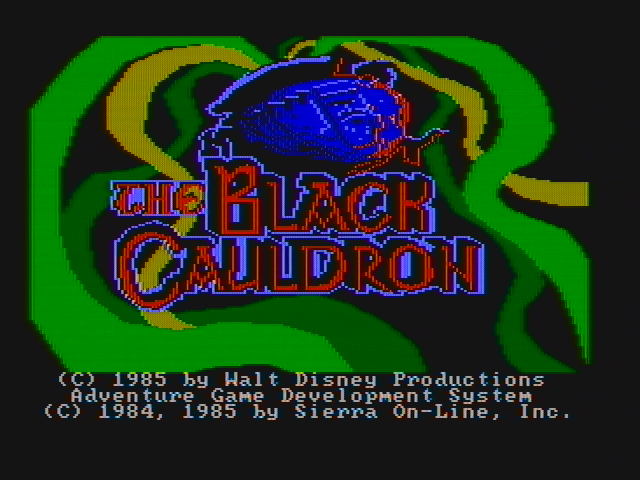 THE BLACK
CAULDRON
(C) 1985 by Walt Disney Productions
Adventure Game Development System
(C) 1984, 1985 by Sierra On-Line, Inc.